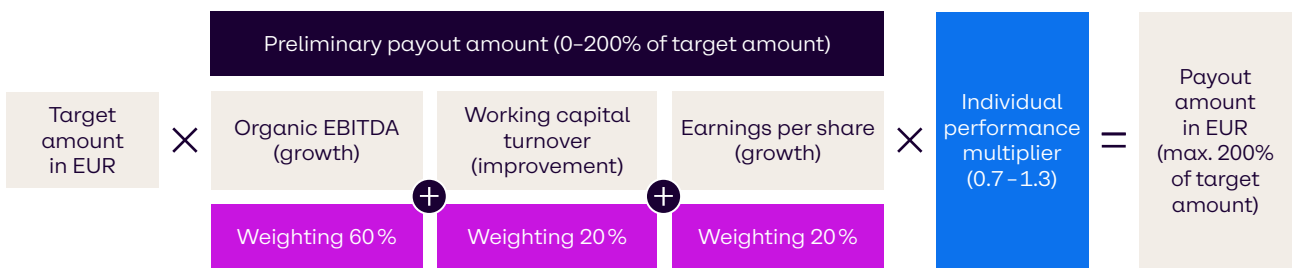 Preliminary payout amount (0–200% of target amount)
Target
amount
in EUR
×
Organic EBITDA
(growth)
+
Working capital
turnover
(improvement)
+
Earnings per share
(growth)
Weighting 60%
Weighting 20%
Weighting 20%
×
Individual
performance
multiplier
(0.7–1.3)
=
Payout
amount
in EUR
(max. 200%
of target
amount)